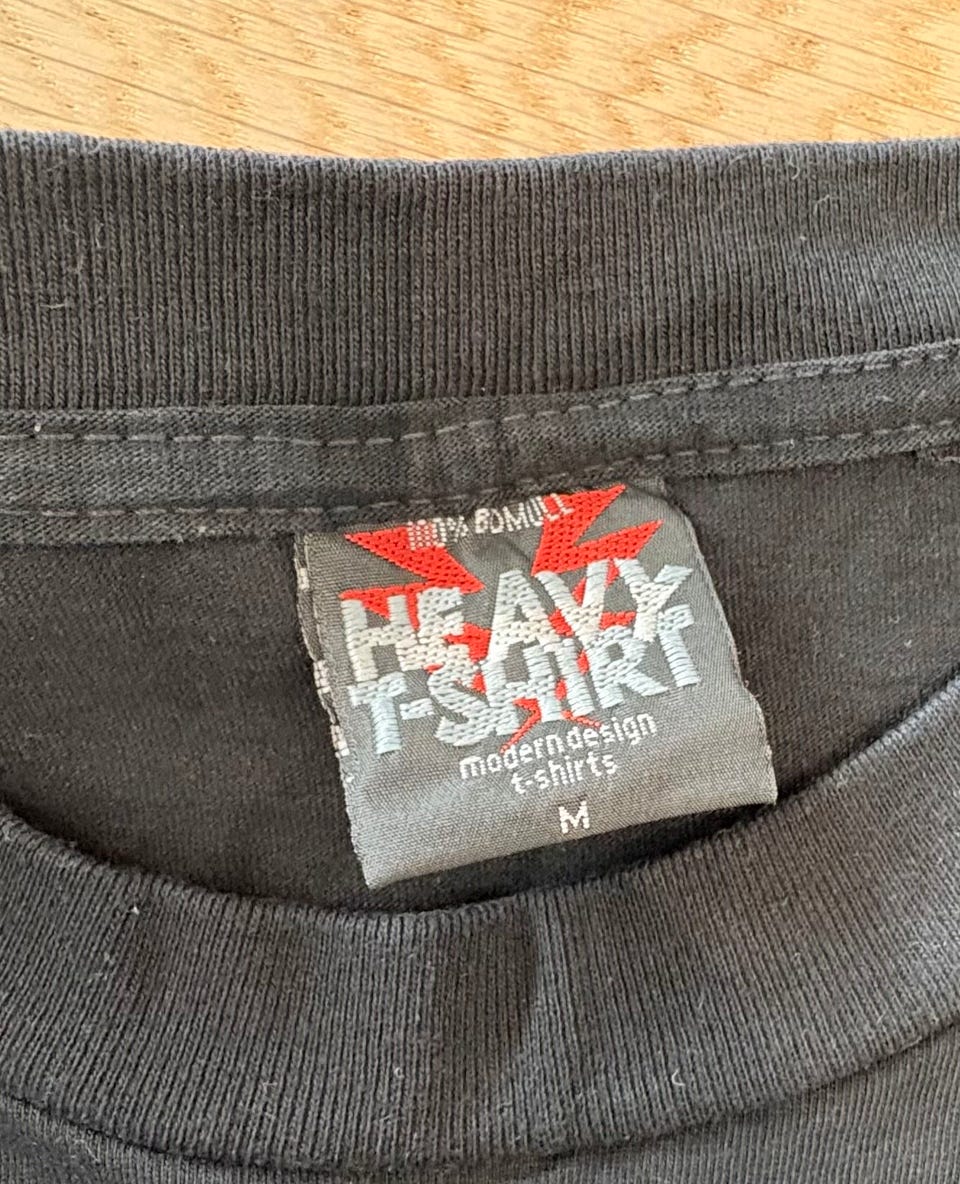 100% BOMULL
HEAVY
T-SHIRT
modern design
t-shirts
M